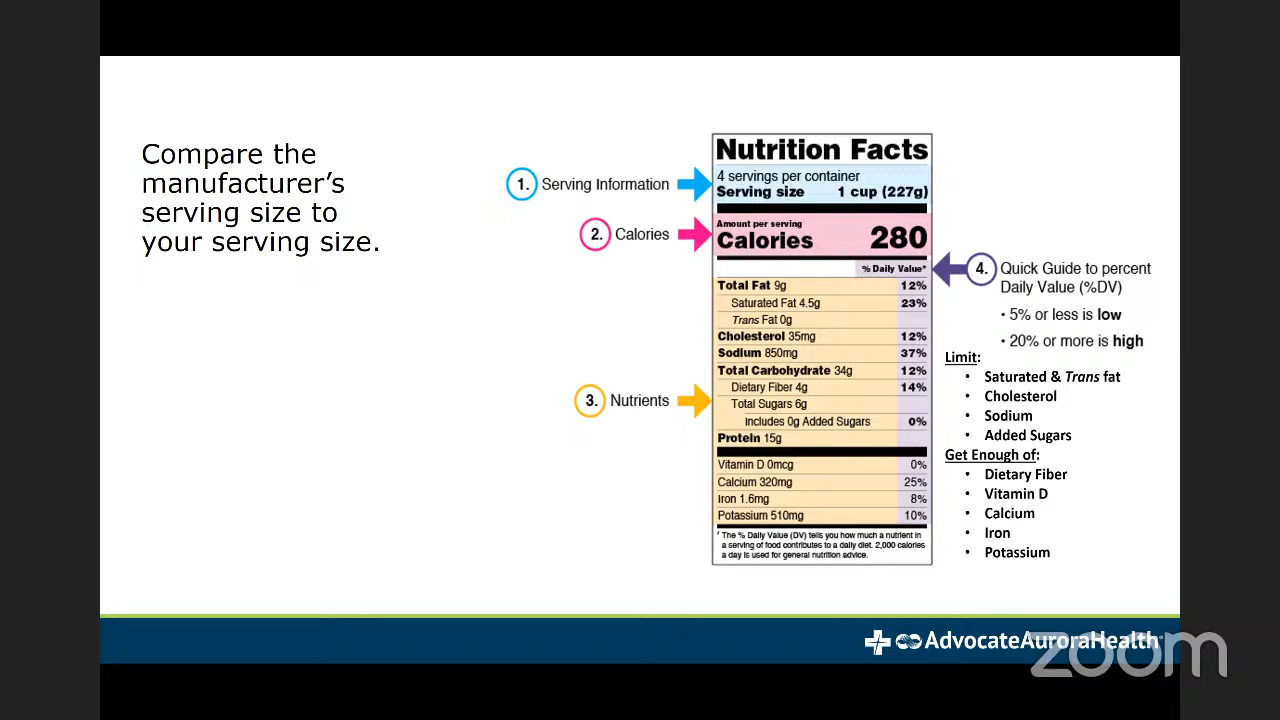 Compare the
manufacturer's
serving size to
your serving size.
1. Serving Information
2. Calories
3. Nutrients
Nutrition Facts
4 servings per container
Serving size 1 cup (227g)
Amount per serving
Calories 280
% Daily Value*
Total Fat 9g 12%
Saturated Fat 4.5g 23%
Trans Fat 0g
Cholesterol 35mg 12%
Sodium 850mg 37%
Total Carbohydrate 34g 12%
Dietary Fiber 4g 14%
Total Sugars 6g
Includes 0g Added Sugars 0%
Protein 15g
Vitamin D 0mcg 0%
Calcium 320mg 25%
Iron 1.6mg 8%
Potassium 510mg 10%
* The % Daily Value (DV) tells you how much a nutrient in
a serving of food contributes to a daily diet. 2,000 calories
a day is used for general nutrition advice.
4. Quick Guide to percent
Daily Value (%DV)
• 5% or less is low
• 20% or more is high
Limit:
• Saturated & Trans fat
• Cholesterol
• Sodium
• Added Sugars
Get Enough of:
• Dietary Fiber
• Vitamin D
• Calcium
• Iron
• Potassium
AdvocateAuroraHealth
zoom